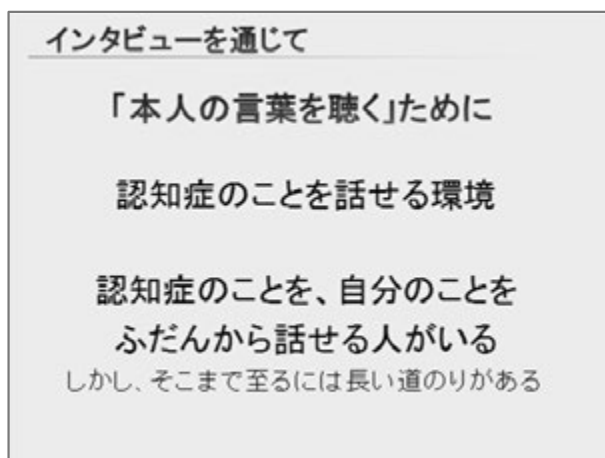 インタビューを通じて
「本人の言葉を聴く」ために
認知症のことを話せる環境
認知症のことを、自分のことを
ふだんから話せる人がいる
しかし、そこまで至るには長い道のりがある